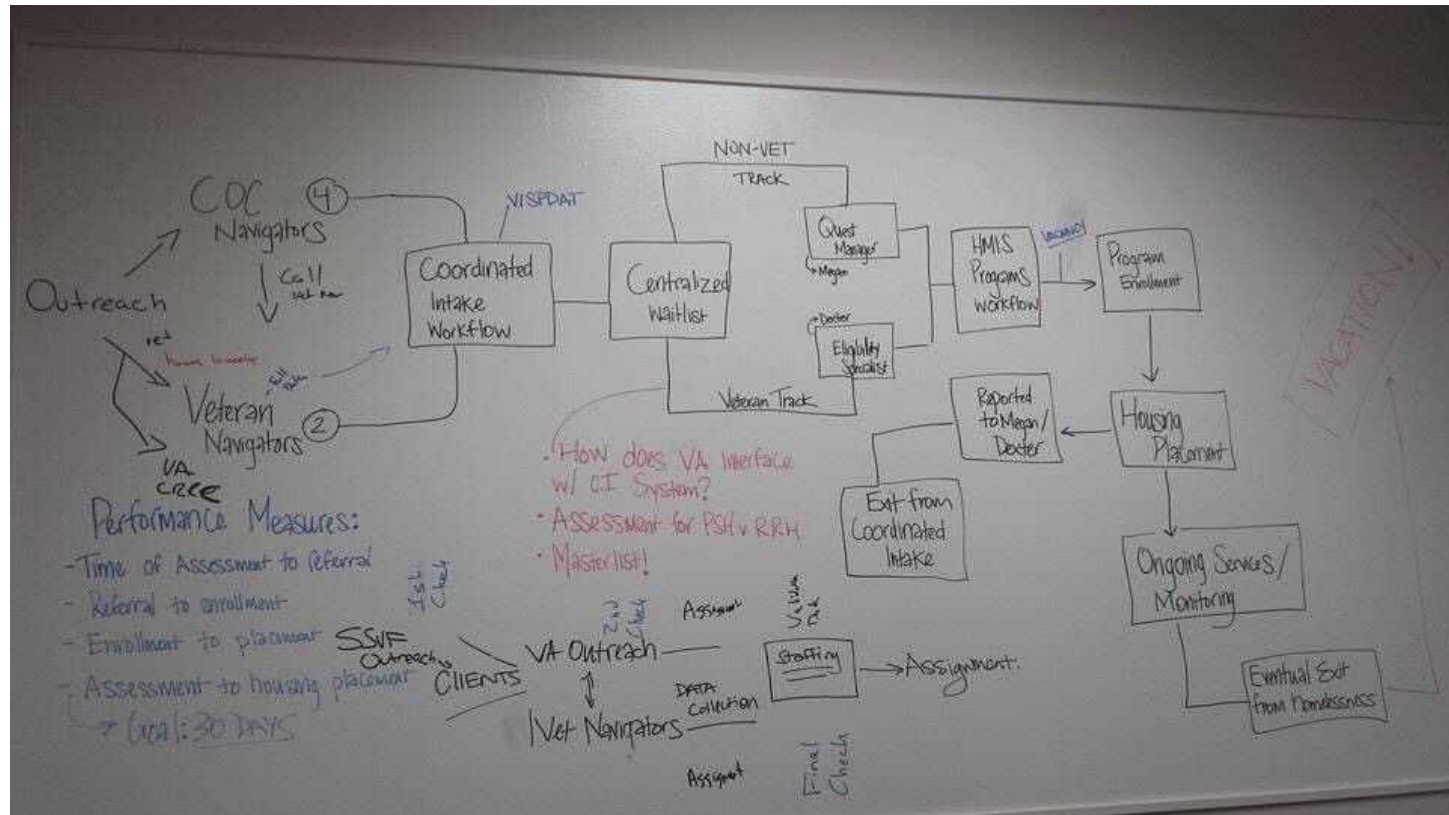 NON-VET
TRACK
COC
Navigators
4
VISPDAT
Outreach
Call
vet
Veteran
Navigators
2
VA
CRRC
Coordinated
Intake
Workflow
Centralized
Waitlist
Quest
Manager
Megan
Dexter
Eligibility
Veteran Track
HMIS
Programs
Workflow
VACANCY
Program
Enrollment
VACATION!
Housing
Placement
Reported
to Megan/
Dexter
Exit from
Coordinated
Intake
Ongoing Services/
Monitoring
Eventual Exit
from homelessness
• How does VA interface
w/ C.I System?
• Assessment for PSH v RRH
• Masterlist!
Performance Measures:
- Time of Assessment to referral
- Referral to enrollment
- Enrollment to placement
- Assessment to housing placement
Goal: 30 DAYS
1st
Check
SSVF
Outreach
CLIENTS
2nd
Check
VA Outreach
Vet Navigators
Assignment
DATA
Collection
Assignment
Staffing
Assignment.
Final
Check